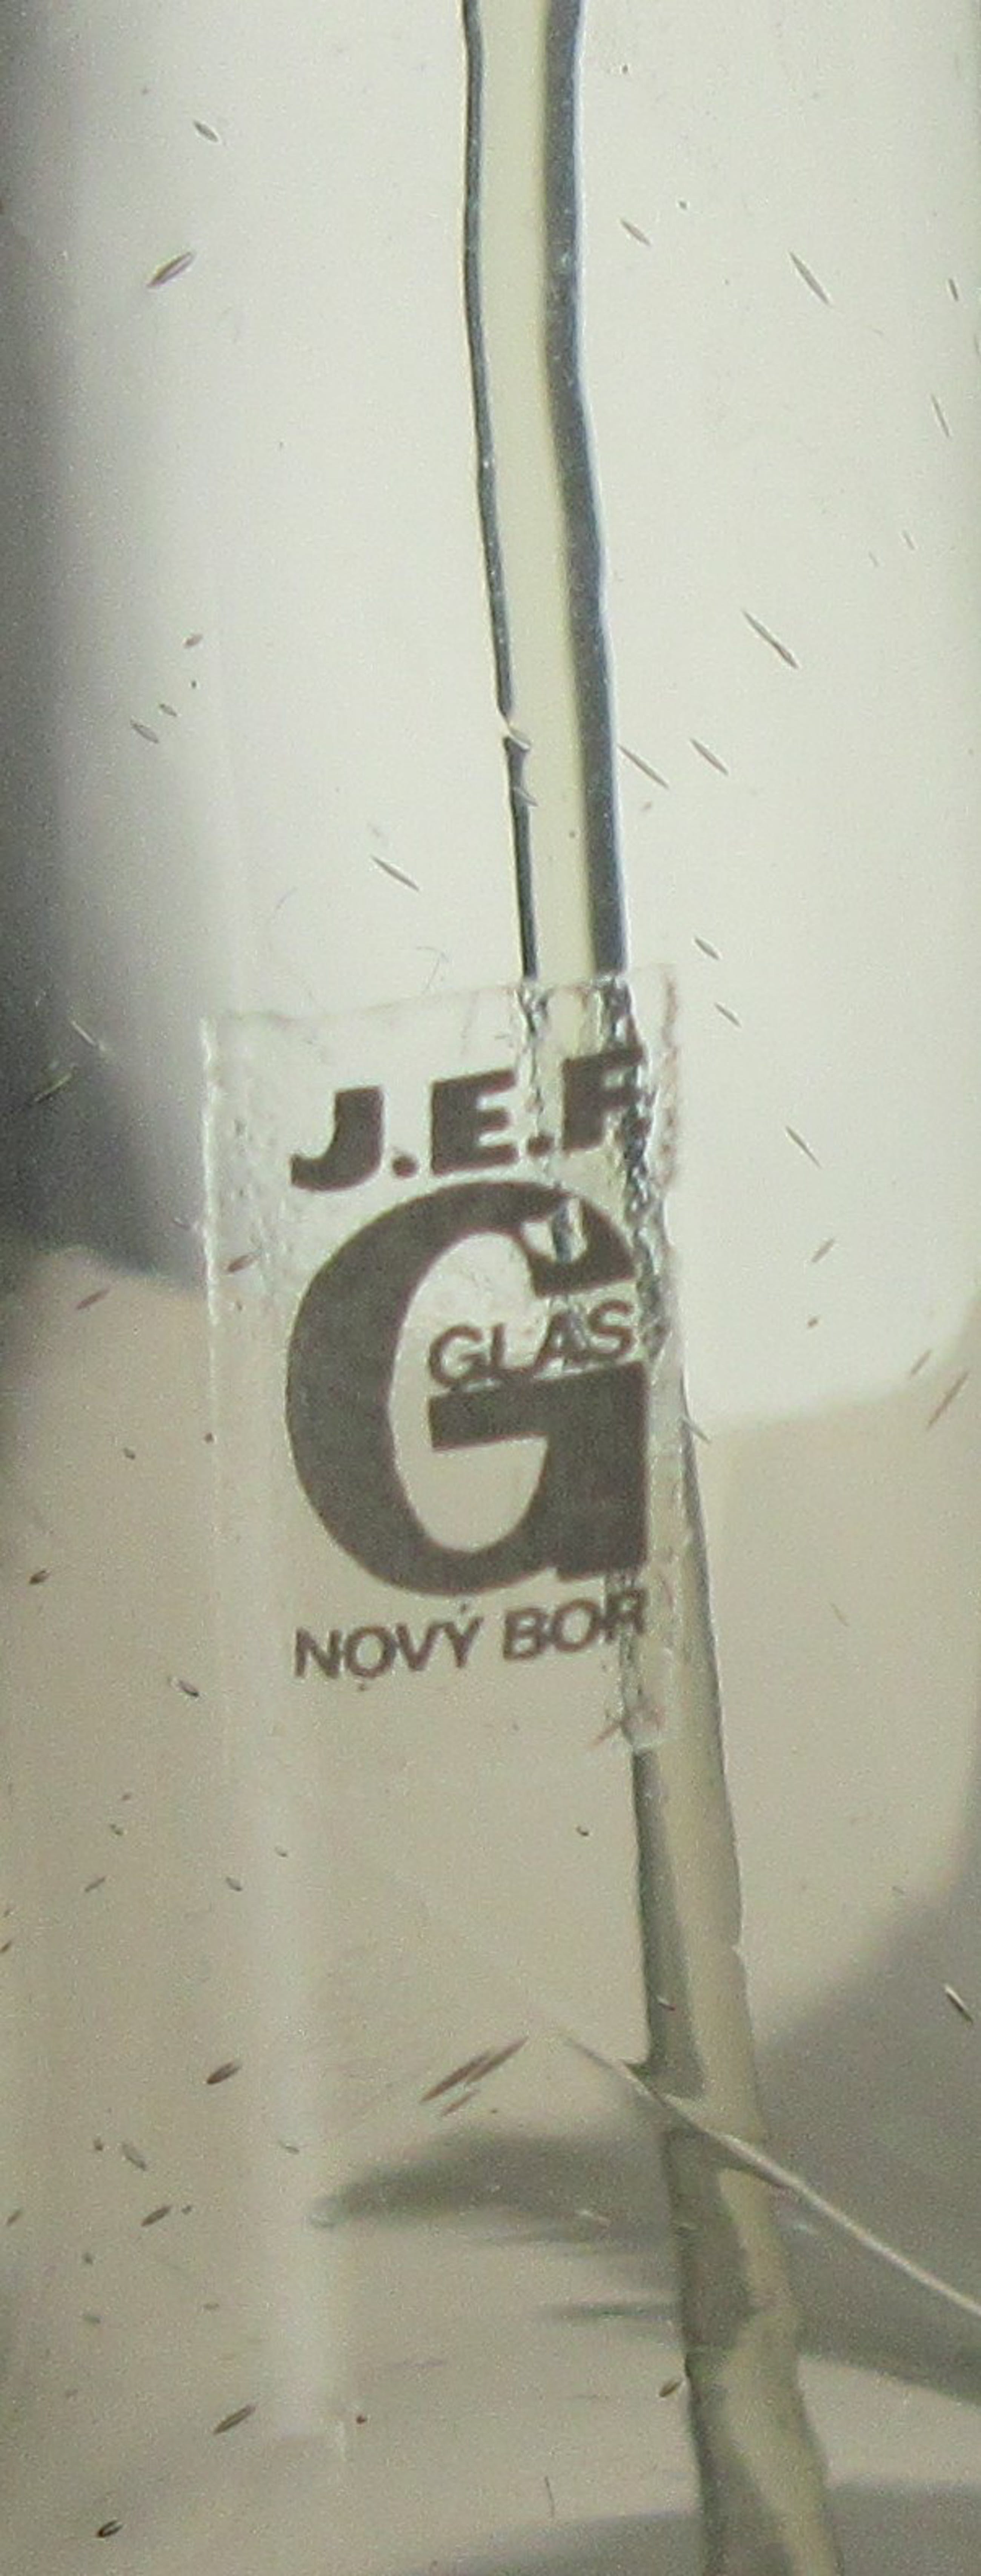 J.E.F.
G
GLAS
NOVÝ BOR